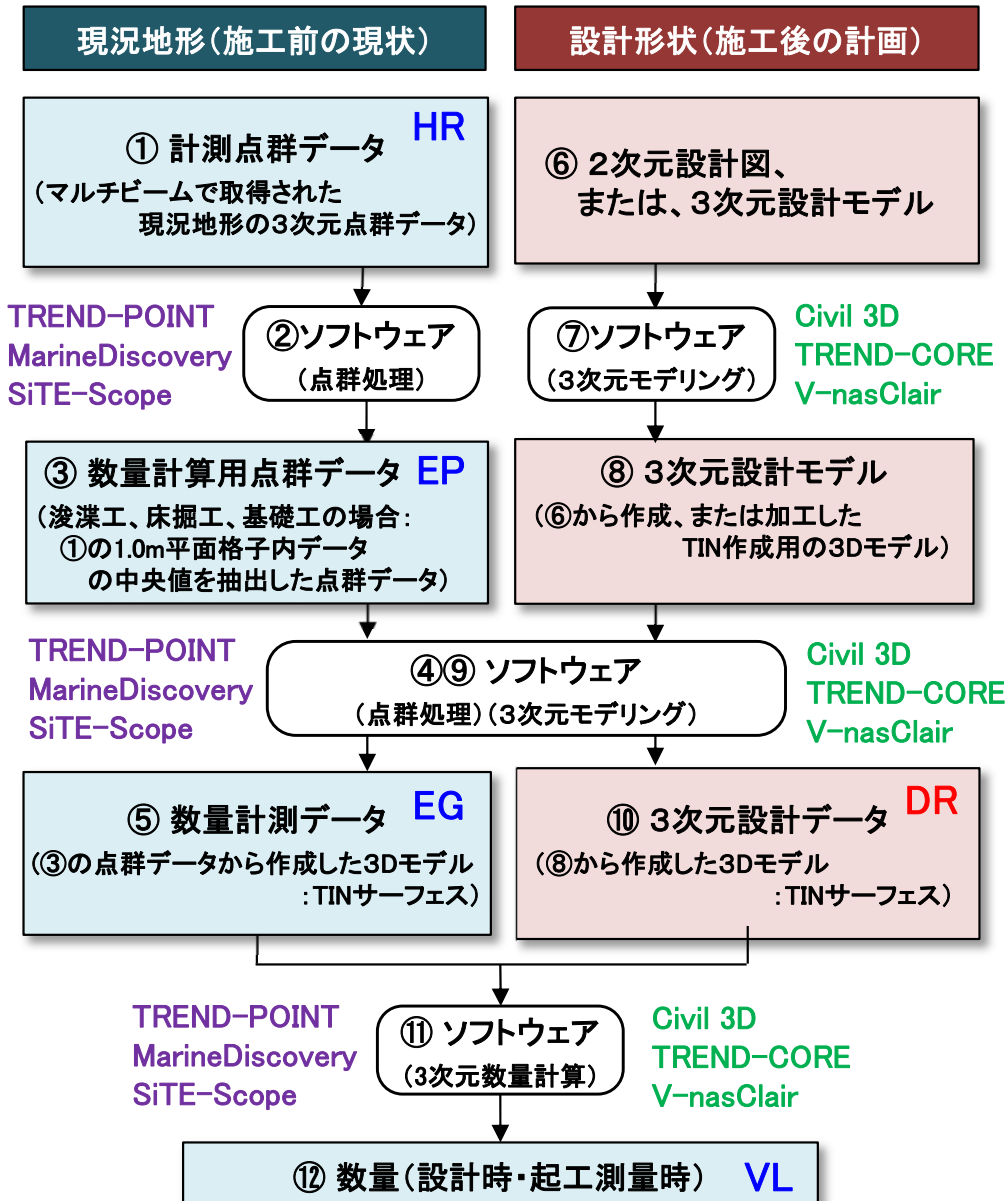 現況地形(施工前の現状)
設計形状(施工後の計画)
① 計測点群データ HR
(マルチビームで取得された
現況地形の3次元点群データ)
⑥ 2次元設計図、
または、3次元設計モデル
TREND-POINT
MarineDiscovery
SiTE-Scope
②ソフトウェア
(点群処理)
⑦ソフトウェア
(3次元モデリング)
Civil 3D
TREND-CORE
V-nasClair
③ 数量計算用点群データ EP
(浚渫工、床掘工、基礎工の場合:
①の1.0m平面格子内データ
の中央値を抽出した点群データ)
⑧ 3次元設計モデル
(⑥から作成、または加工した
TIN作成用の3Dモデル)
TREND-POINT
MarineDiscovery
SiTE-Scope
④⑨ ソフトウェア
(点群処理)(3次元モデリング)
Civil 3D
TREND-CORE
V-nasClair
⑤ 数量計測データ EG
(③の点群データから作成した3Dモデル
:TINサーフェス)
⑩ 3次元設計データ DR
(⑧から作成した3Dモデル
:TINサーフェス)
TREND-POINT
MarineDiscovery
SiTE-Scope
⑪ ソフトウェア
(3次元数量計算)
Civil 3D
TREND-CORE
V-nasClair
⑫ 数量(設計時・起工測量時) VL